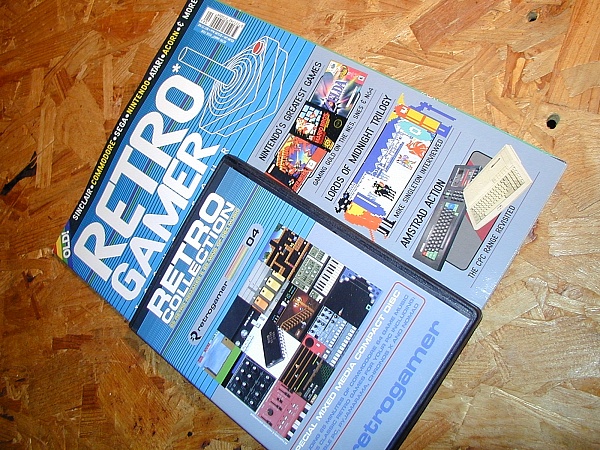 OLD!
SINCLAIR•COMMODORE•SEGA•NINTENDO•ATARI•ACORN•& MORE
RETRO*
GAMER
NINTENDO'S GREATEST GAMES
GAMING GOLD ON THE NES, SNES & N64
LORDS OF MIDNIGHT TRILOGY
MIKE SINGLETON INTERVIEWED
AMSTRAD ACTION
THE CPC RANGE REVISITED
RETRO
COLLECTION
retrogamer
04
SPECIAL MIXED MEDIA COMPACT DISC
retrogamer